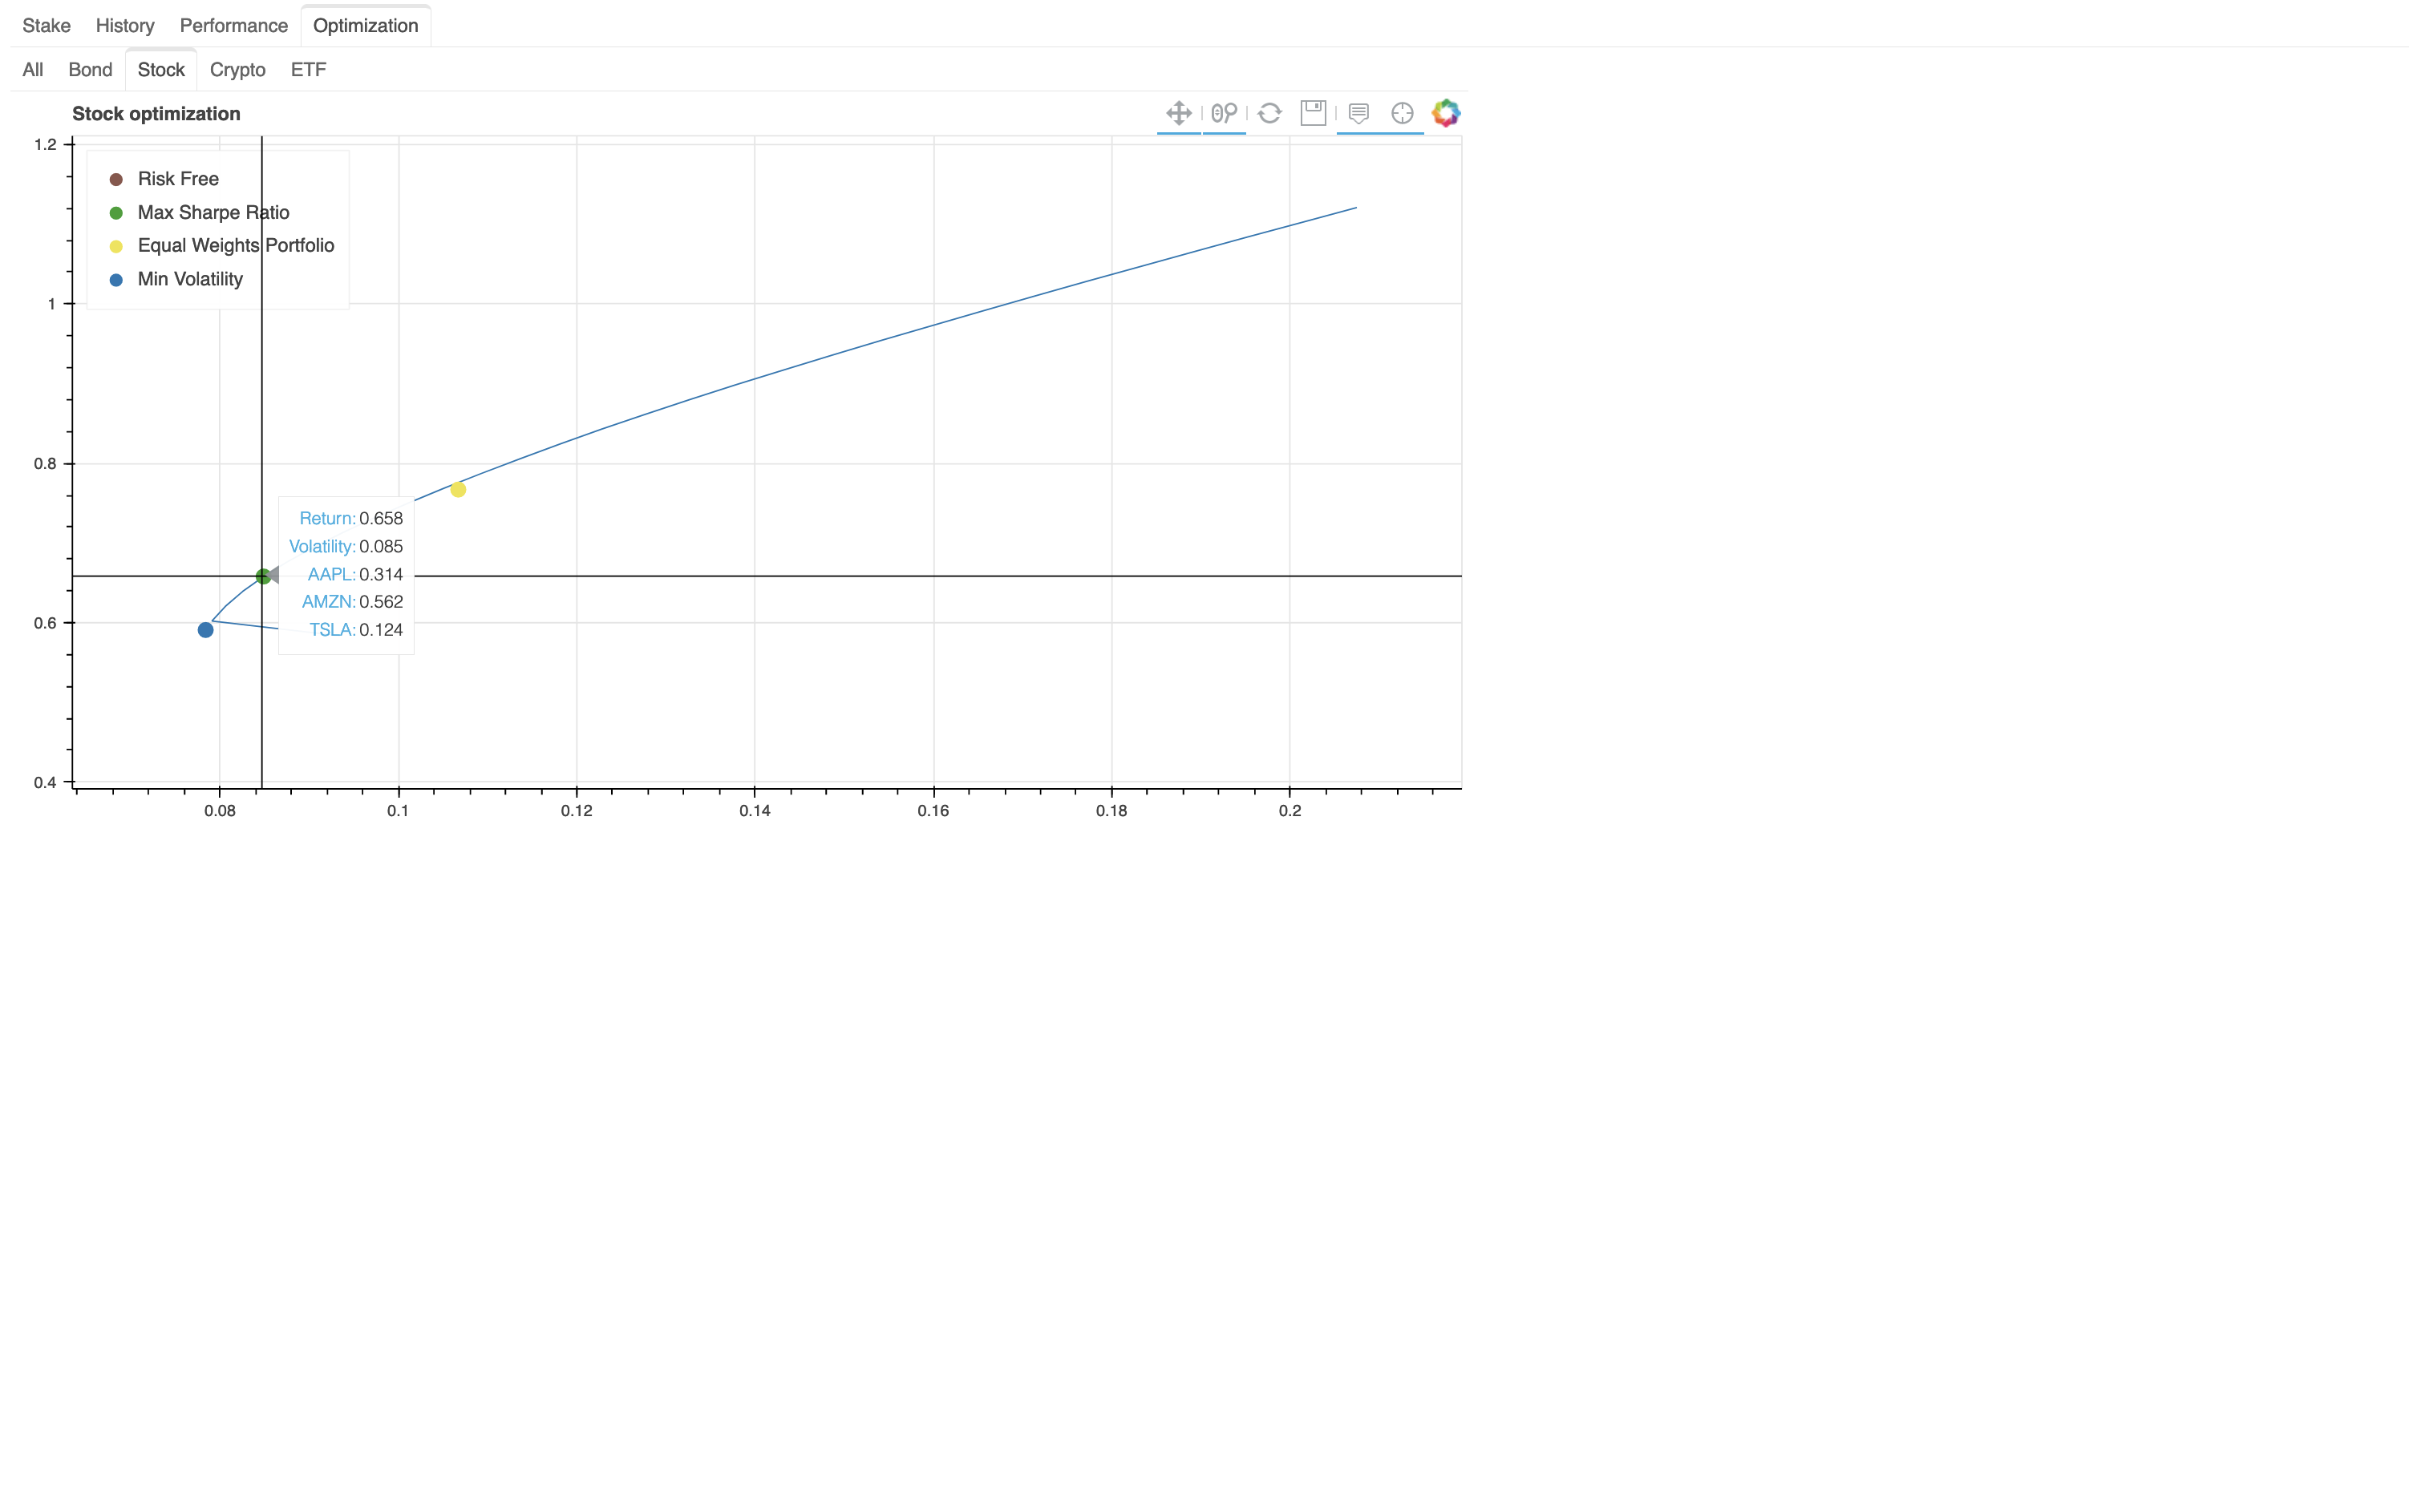 Stake History Performance Optimization
All Bond Stock Crypto ETF
Stock optimization
1.2
Risk Free
Max Sharpe Ratio
Equal Weights Portfolio
Min Volatility
1
0.8
Return: 0.658
Volatility: 0.085
AAPL: 0.314
AMZN: 0.562
0.6
TSLA: 0.124
0.4
0.08 0.1 0.12 0.14 0.16 0.18 0.2